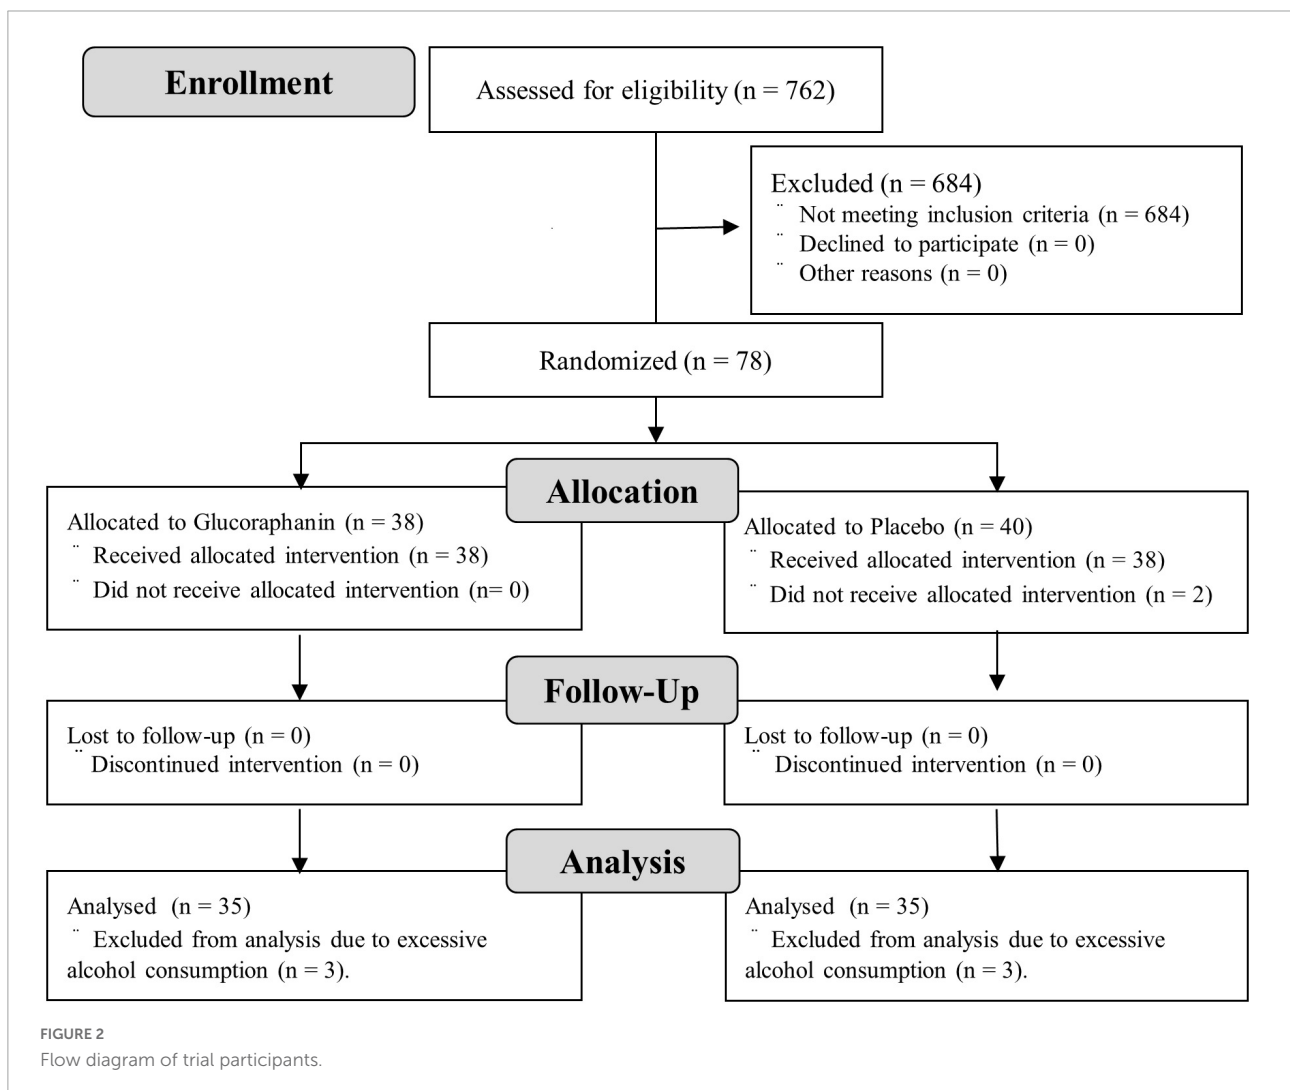 Enrollment
Assessed for eligibility (n = 762)
Excluded (n = 684)
¨ Not meeting inclusion criteria (n = 684)
¨ Declined to participate (n = 0)
¨ Other reasons (n = 0)
Randomized (n = 78)
Allocation
Allocated to Glucoraphanin (n = 38)
¨ Received allocated intervention (n = 38)
¨ Did not receive allocated intervention (n= 0)
Allocated to Placebo (n = 40)
¨ Received allocated intervention (n = 38)
¨ Did not receive allocated intervention (n = 2)
Follow-Up
Lost to follow-up (n = 0)
¨ Discontinued intervention (n = 0)
Lost to follow-up (n = 0)
¨ Discontinued intervention (n = 0)
Analysis
Analysed (n = 35)
¨ Excluded from analysis due to excessive
alcohol consumption (n = 3).
Analysed (n = 35)
¨ Excluded from analysis due to excessive
alcohol consumption (n = 3).
FIGURE 2
Flow diagram of trial participants.